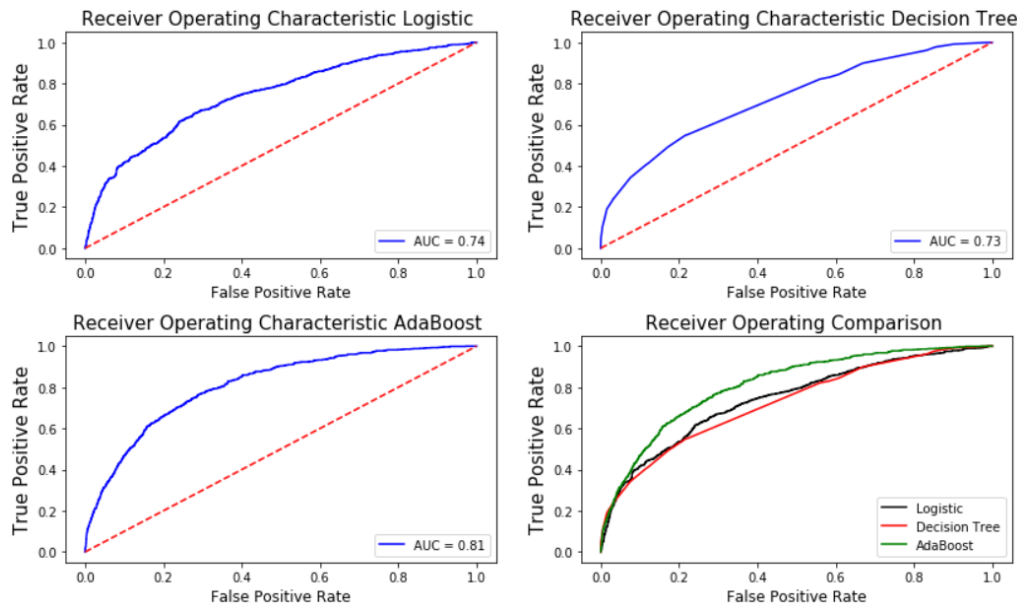 Receiver Operating Characteristic Logistic
True Positive Rate
1.0
0.8
0.6
0.4
0.2
0.0
AUC = 0.74
0.0 0.2 0.4 0.6 0.8 1.0
False Positive Rate
Receiver Operating Characteristic Decision Tree
True Positive Rate
1.0
0.8
0.6
0.4
0.2
0.0
AUC = 0.73
0.0 0.2 0.4 0.6 0.8 1.0
False Positive Rate
Receiver Operating Characteristic AdaBoost
True Positive Rate
1.0
0.8
0.6
0.4
0.2
0.0
AUC = 0.81
0.0 0.2 0.4 0.6 0.8 1.0
False Positive Rate
Receiver Operating Comparison
True Positive Rate
1.0
0.8
0.6
0.4
0.2
0.0
Logistic
Decision Tree
AdaBoost
0.0 0.2 0.4 0.6 0.8 1.0
False Positive Rate